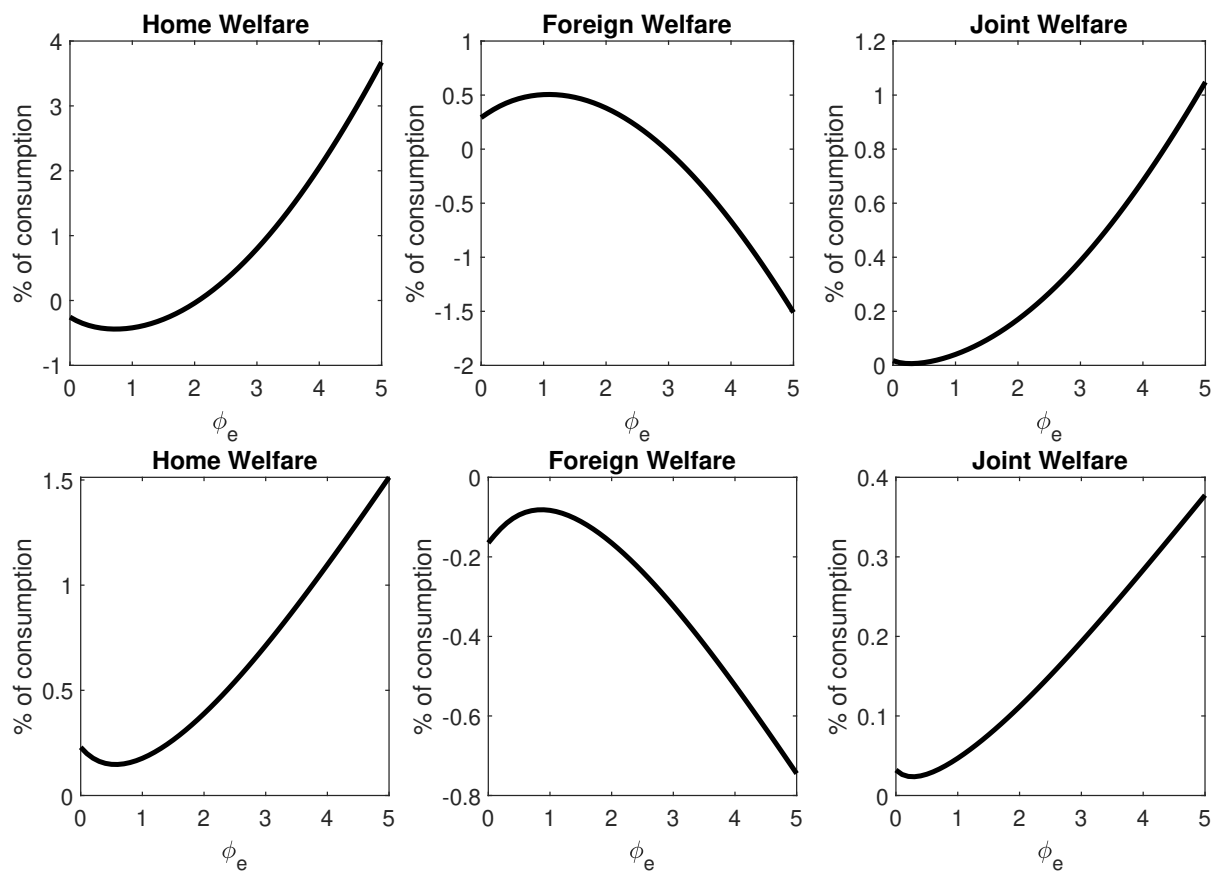 Home Welfare
4
3
2
1
0
-1
% of consumption
0 1 2 3 4 5
ϕe
Foreign Welfare
1
0.5
0
-0.5
-1
-1.5
-2
% of consumption
0 1 2 3 4 5
ϕe
Joint Welfare
1.2
1
0.8
0.6
0.4
0.2
0
% of consumption
0 1 2 3 4 5
ϕe
Home Welfare
1.5
1
0.5
0
% of consumption
0 1 2 3 4 5
ϕe
Foreign Welfare
0
-0.2
-0.4
-0.6
-0.8
% of consumption
0 1 2 3 4 5
ϕe
Joint Welfare
0.4
0.3
0.2
0.1
0
% of consumption
0 1 2 3 4 5
ϕe